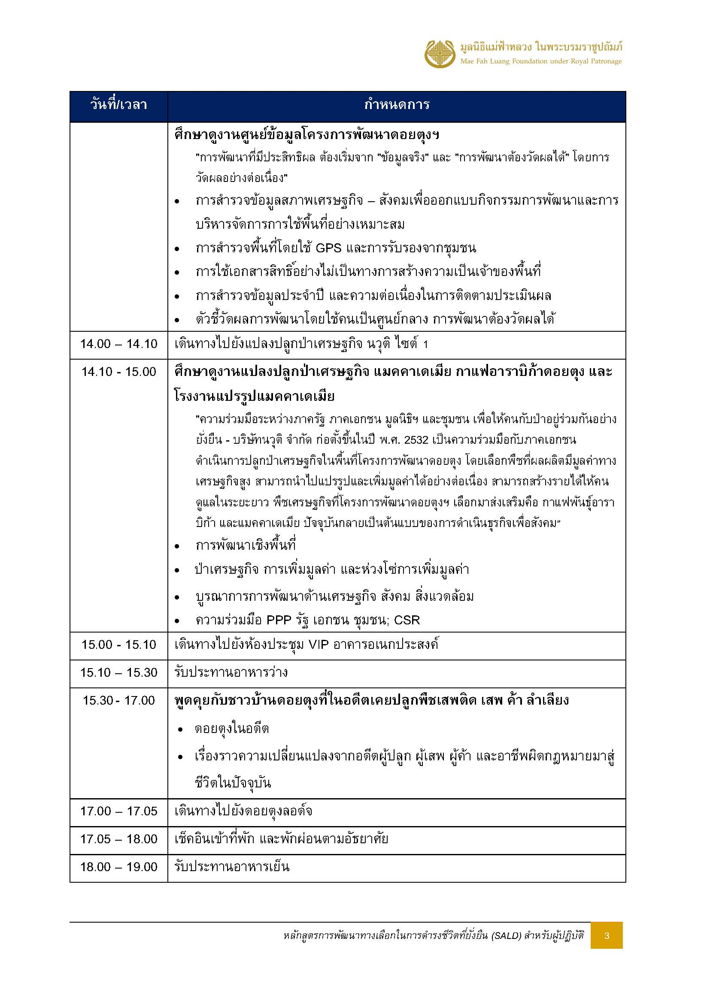 มูลนิธิแม่ฟ้าหลวง ในพระบรมราชูปถัมภ์
Mae Fah Luang Foundation under Royal Patronage
วันที่/เวลา กำหนดการ
ศึกษาดูงานศูนย์ข้อมูลโครงการพัฒนาดอยตุงฯ
"การพัฒนาที่มีประสิทธิผล ต้องเริ่มจาก "ข้อมูลจริง" และ "การพัฒนาต้องวัดผลได้" โดยการ
วัดผลอย่างต่อเนื่อง"
• การสำรวจข้อมูลสภาพเศรษฐกิจ – สังคมเพื่อออกแบบกิจกรรมการพัฒนาและการ
บริหารจัดการการใช้พื้นที่อย่างเหมาะสม
• การสำรวจพื้นที่โดยใช้ GPS และการรับรองจากชุมชน
• การใช้เอกสารสิทธิ์อย่างไม่เป็นทางการสร้างความเป็นเจ้าของพื้นที่
• การสำรวจข้อมูลประจำปี และความต่อเนื่องในการติดตามประเมินผล
• ตัวชี้วัดผลการพัฒนาโดยใช้คนเป็นศูนย์กลาง การพัฒนาต้องวัดผลได้
14.00 – 14.10 เดินทางไปยังแปลงปลูกป่าเศรษฐกิจ นวุติ ไซต์ 1
14.10 - 15.00 ศึกษาดูงานแปลงปลูกป่าเศรษฐกิจ แมคคาเดเมีย กาแฟอาราบิก้าดอยตุง และ
โรงงานแปรรูปแมคคาเดเมีย
"ความร่วมมือระหว่างภาครัฐ ภาคเอกชน มูลนิธิฯ และชุมชน เพื่อให้คนกับป่าอยู่ร่วมกันอย่าง
ยั่งยืน - บริษัทนวุติ จำกัด ก่อตั้งขึ้นในปี พ.ศ. 2532 เป็นความร่วมมือกับภาคเอกชน
ดำเนินการปลูกป่าเศรษฐกิจในพื้นที่โครงการพัฒนาดอยตุง โดยเลือกพืชที่ผลผลิตมีมูลค่าทาง
เศรษฐกิจสูง สามารถนำไปแปรรูปและเพิ่มมูลค่าได้อย่างต่อเนื่อง สามารถสร้างรายได้ให้คน
ดูแลในระยะยาว พืชเศรษฐกิจที่โครงการพัฒนาดอยตุงฯ เลือกมาส่งเสริมคือ กาแฟพันธุ์อารา
บิก้า และแมคคาเดเมีย ปัจจุบันกลายเป็นต้นแบบของการดำเนินธุรกิจเพื่อสังคม"
• การพัฒนาเชิงพื้นที่
• ป่าเศรษฐกิจ การเพิ่มมูลค่า และห่วงโซ่การเพิ่มมูลค่า
• บูรณาการการพัฒนาด้านเศรษฐกิจ สังคม สิ่งแวดล้อม
• ความร่วมมือ PPP รัฐ เอกชน ชุมชน; CSR
15.00 - 15.10 เดินทางไปยังห้องประชุม VIP อาคารอเนกประสงค์
15.10 – 15.30 รับประทานอาหารว่าง
15.30 - 17.00 พูดคุยกับชาวบ้านดอยตุงที่ในอดีตเคยปลูกพืชเสพติด เสพ ค้า ลำเลียง
• ดอยตุงในอดีต
• เรื่องราวความเปลี่ยนแปลงจากอดีตผู้ปลูก ผู้เสพ ผู้ค้า และอาชีพผิดกฎหมายมาสู่
ชีวิตในปัจจุบัน
17.00 – 17.05 เดินทางไปยังดอยตุงลอด์จ
17.05 – 18.00 เช็คอินเข้าที่พัก และพักผ่อนตามอัธยาศัย
18.00 – 19.00 รับประทานอาหารเย็น
หลักสูตรการพัฒนาทางเลือกในการดำรงชีวิตที่ยั่งยืน (SALD) สำหรับผู้ปฏิบัติ 3